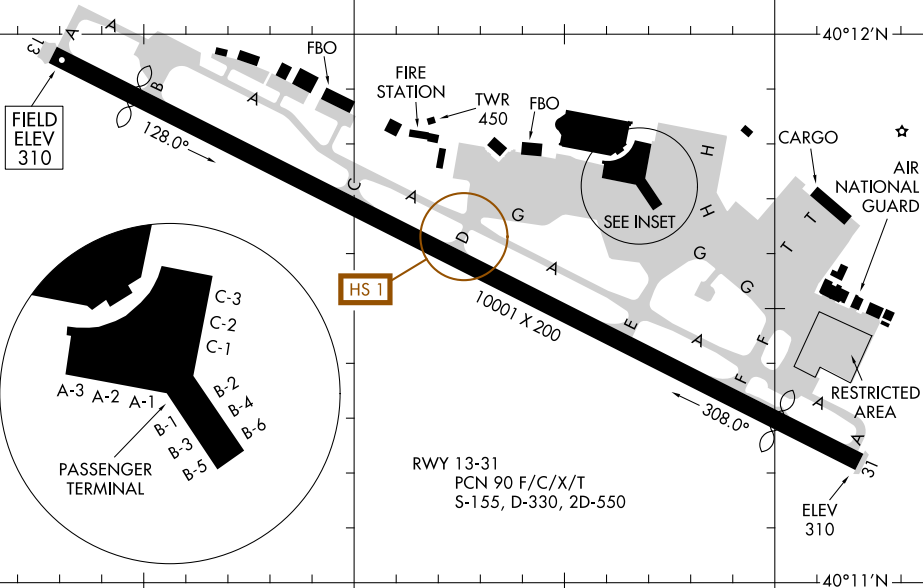 40°12'N
13
A
A
FBO
FIELD
ELEV
310
B
A
128.0°
FIRE
STATION
TWR
450
FBO
CARGO
AIR
NATIONAL
GUARD
H
H
SEE INSET
C
A
D
G
G
G
T
T
HS 1
A
10001 X 200
E
A
F
F
308.0°
RESTRICTED
AREA
A
A
31
ELEV
310
C-3
C-2
C-1
A-3
A-2
A-1
B-2
B-4
B-6
B-1
B-3
B-5
PASSENGER
TERMINAL
RWY 13-31
PCN 90 F/C/X/T
S-155, D-330, 2D-550
40°11'N